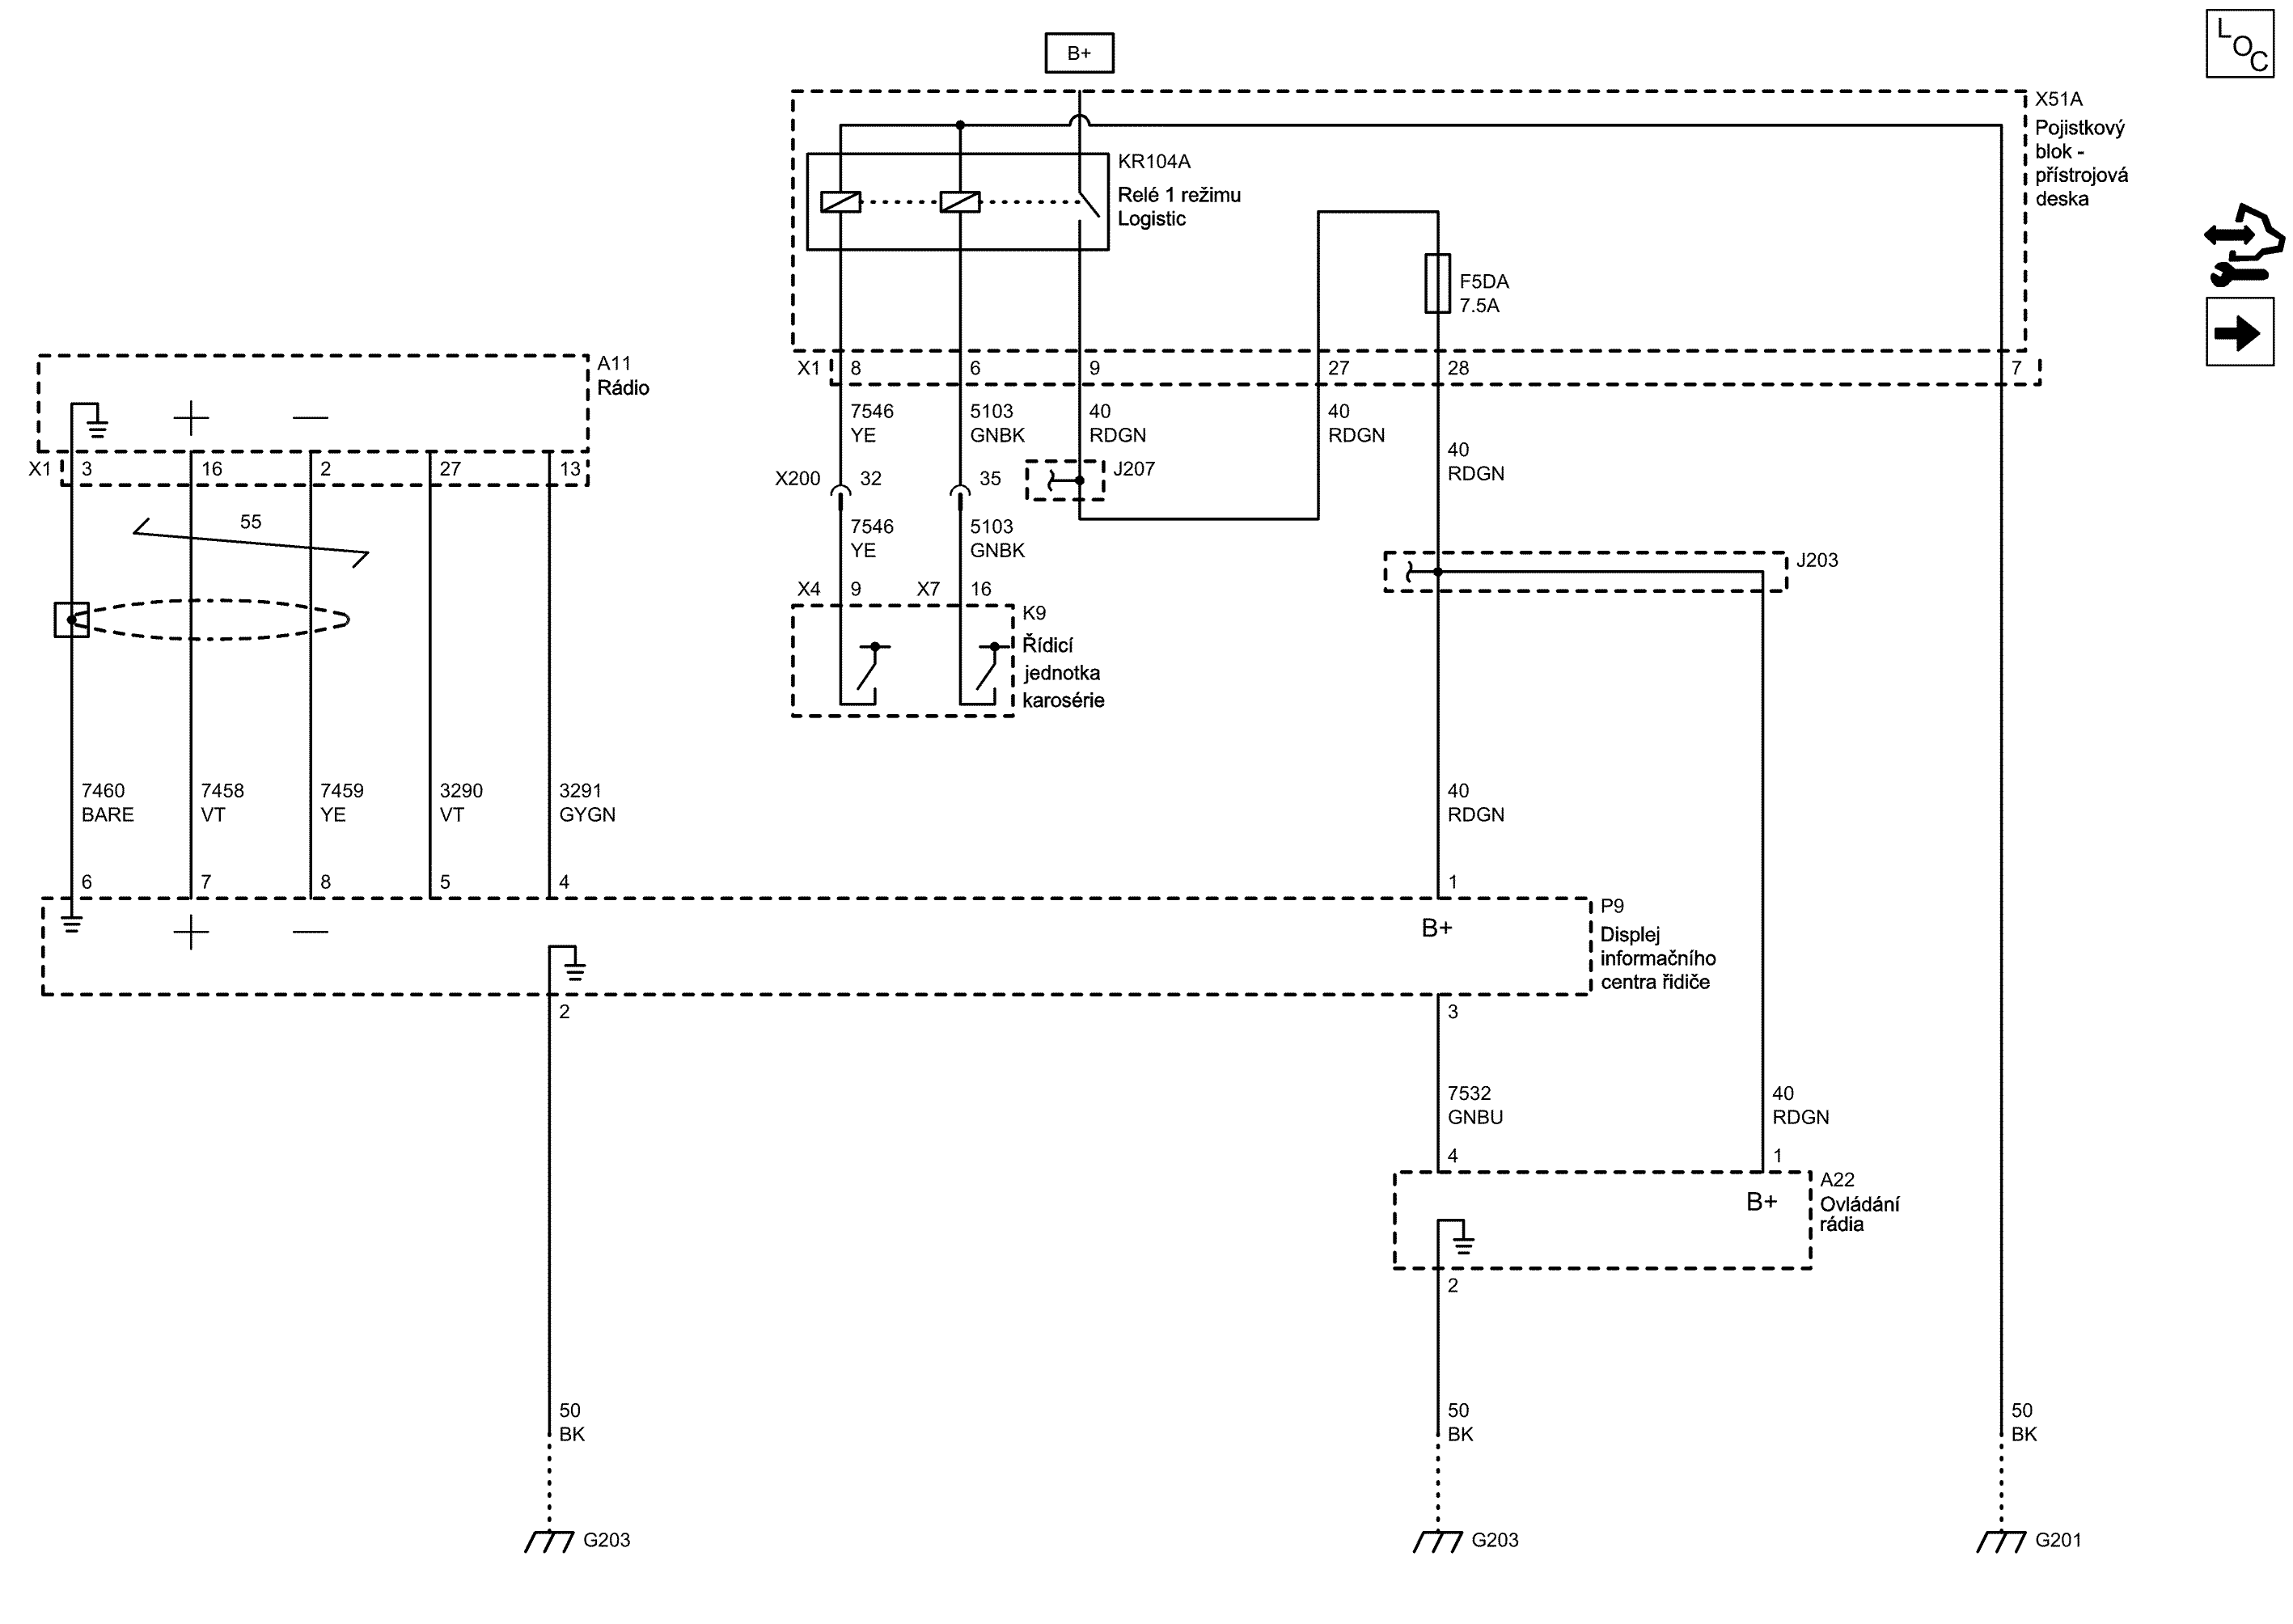 L
O
C
B+
X51A
Pojistkový
blok -
přístrojová
deska
KR104A
Relé 1 režimu
Logistic
F5DA
7.5A
X1 8 6 9 27 28 7
7546
YE
5103
GNBK
40
RDGN
40
RDGN
40
RDGN
X200 32 35
J207
7546
YE
5103
GNBK
X4 9 X7 16
K9
Řídicí
jednotka
karosérie
J203
A11
Rádio
X1 3 16 2 27 13
55
7460
BARE
7458
VT
7459
YE
3290
VT
3291
GYGN
40
RDGN
6 7 8 5 4 1
B+
P9
Displej
informačního
centra řidiče
2 3
7532
GNBU
40
RDGN
4 1
B+
A22
Ovládání
rádia
2
50
BK
50
BK
50
BK
G203
G203
G201